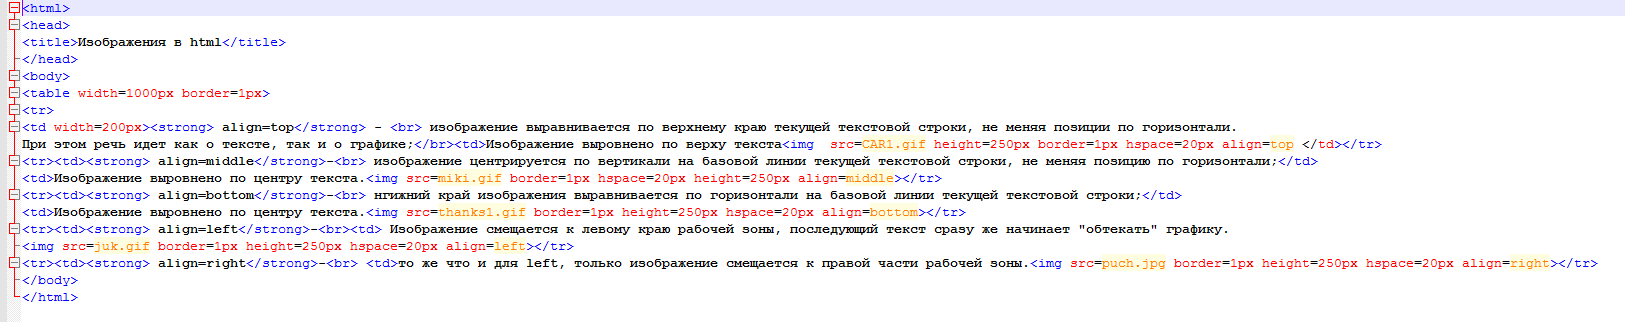 <html>
<head>
<title>Изображения в html</title>
</head>
<body>
<table width=1000px border=1px>
<tr>
<td width=200px><strong> align=top</strong> - <br> изображение выравнивается по верхнему краю текущей текстовой строки, не меняя позиции по горизонтали.
При этом речь идет как о тексте, так и о графике;</br><td>Изображение выровнено по верху текста<img  src=CAR1.gif height=250px border=1px hspace=20px align=top </td></tr>
<tr><td><strong> align=middle</strong>-<br> изображение центрируется по вертикали на базовой линии текущей текстовой строки, не меняя позицию по горизонтали;</td>
<td>Изображение выровнено по центру текста.<img src=miki.gif border=1px hspace=20px height=250px align=middle></tr>
<tr><td><strong> align=bottom</strong>-<br> нгижний край изображения выравнивается по горизонтали на базовой линии текущей текстовой строки;</td>
<td>Изображение выровнено по центру текста.<img src=thanks1.gif border=1px height=250px hspace=20px align=bottom></tr>
<tr><td><strong> align=left</strong>-<br><td> Изображение смещается к левому краю рабочей зоны, последующий текст сразу же начинает "обтекать" графику.
<img src=juk.gif border=1px height=250px hspace=20px align=left></tr>
<tr><td><strong> align=right</strong>-<br> <td>то же что и для left, только изображение смещается к правой части рабочей зоны.<img src=puch.jpg border=1px height=250px hspace=20px align=right></tr>
</body>
</html>